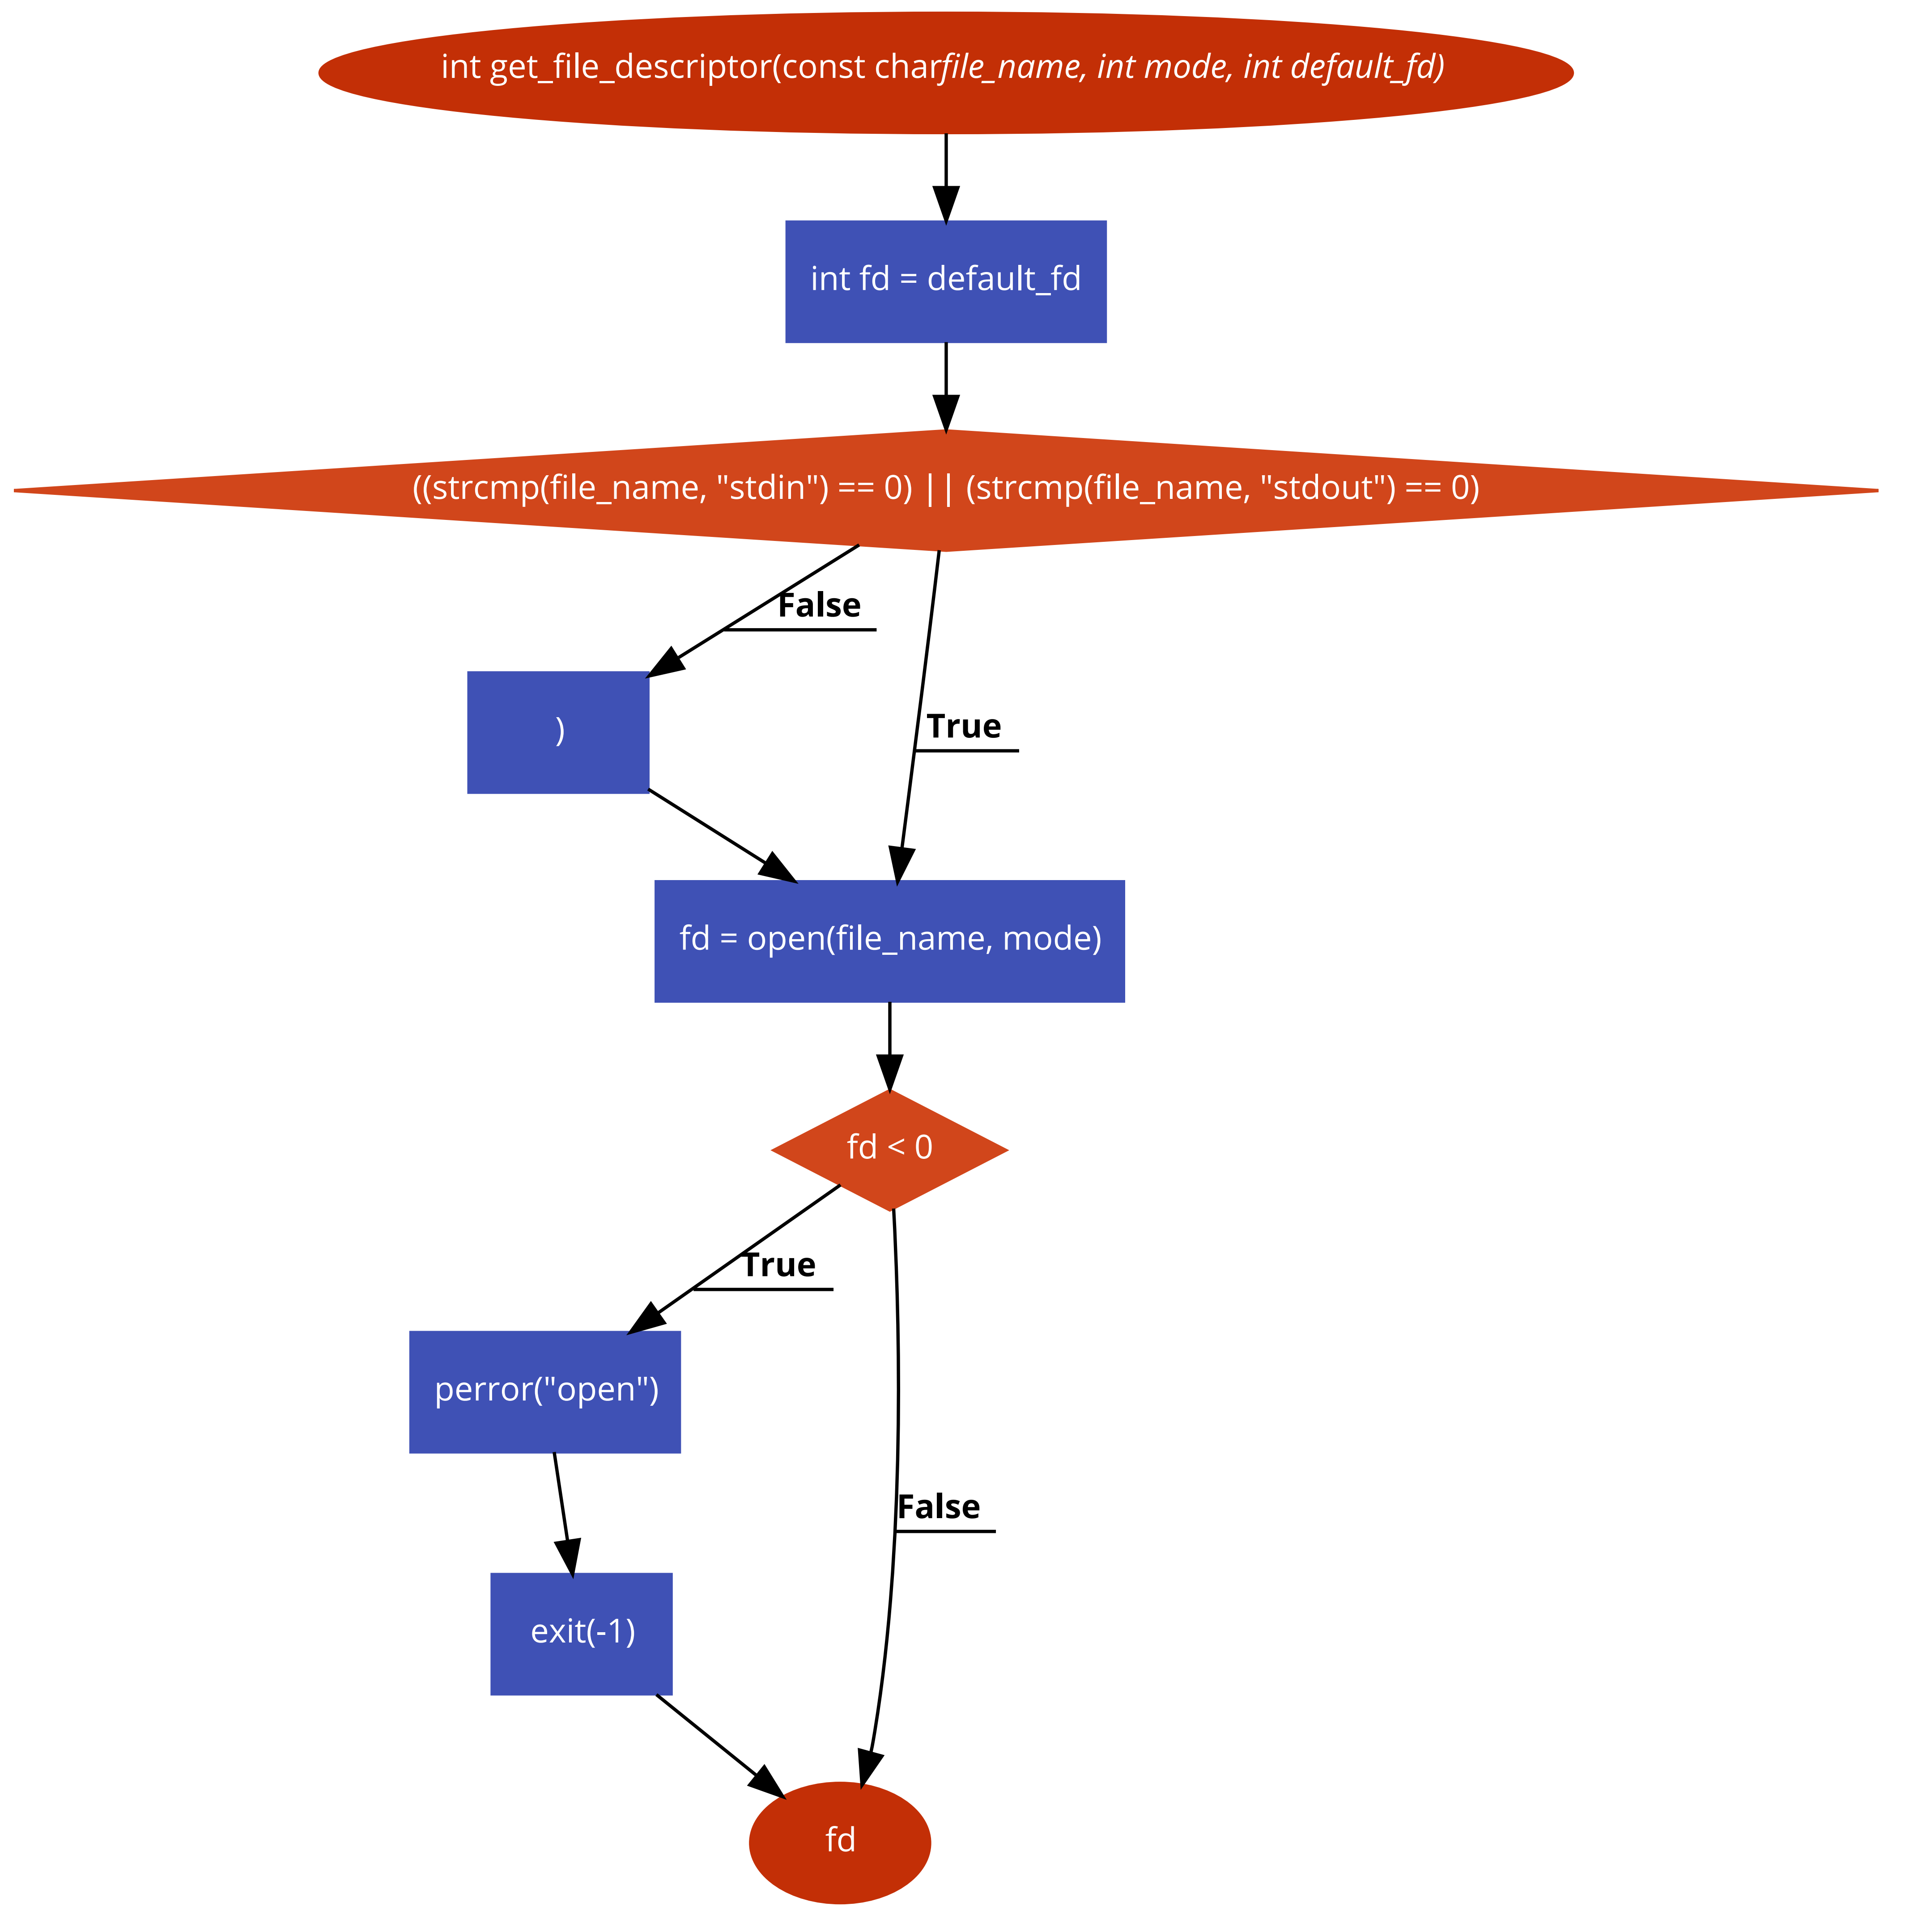 int get_file_descriptor(const charfile_name, int mode, int default_fd)
int fd = default_fd
((strcmp(file_name, "stdin") == 0) || (strcmp(file_name, "stdout") == 0)
False
True
)
fd = open(file_name, mode)
fd < 0
True
perror("open")
False
exit(-1)
fd